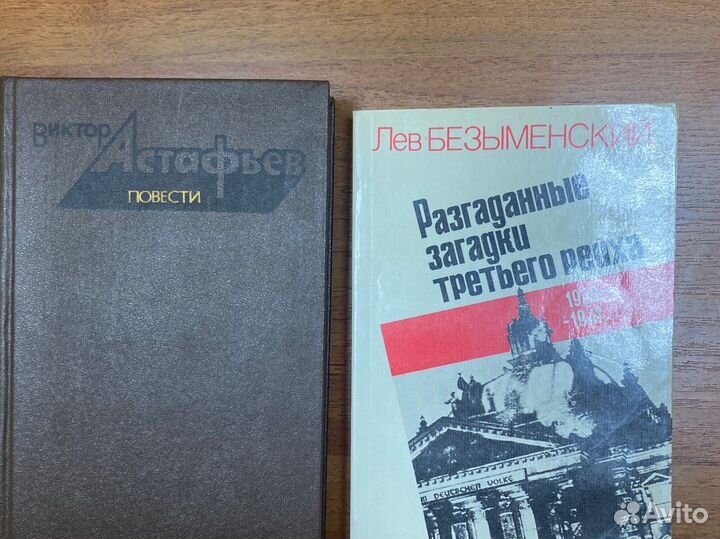 Виктор
Астафьев
ПОВЕСТИ
Лев БЕЗЫМЕНСКИЙ
Разгаданные
загадки
третьего рейха
DEUTSCHEN VOLKE
Avito